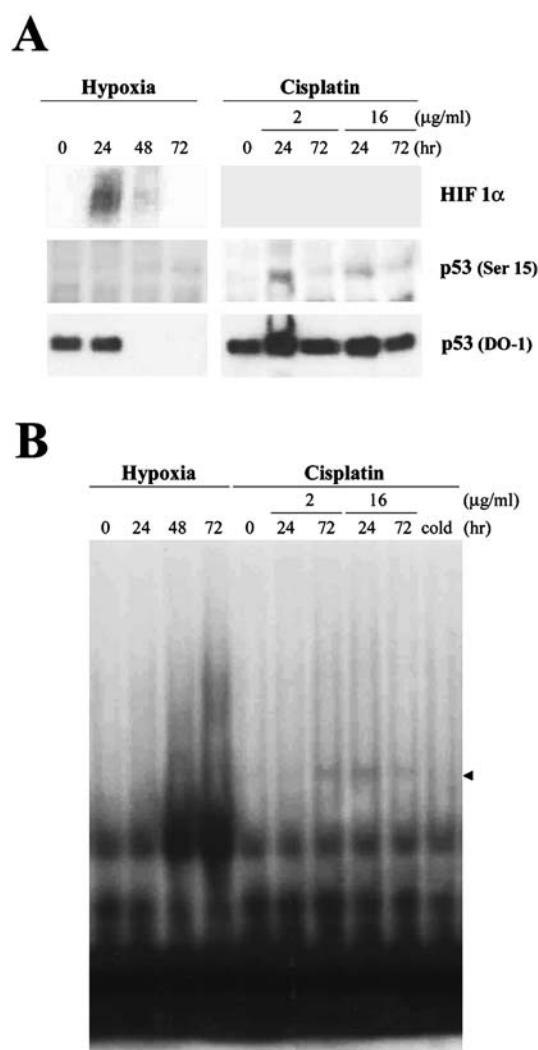 A
Hypoxia Cisplatin
2 16 (μg/ml)
0 24 48 72 0 24 72 24 72 (hr)
HIF 1α
p53 (Ser 15)
p53 (DO-1)
B
Hypoxia Cisplatin
2 16 (μg/ml)
0 24 48 72 0 24 72 24 72 cold (hr)